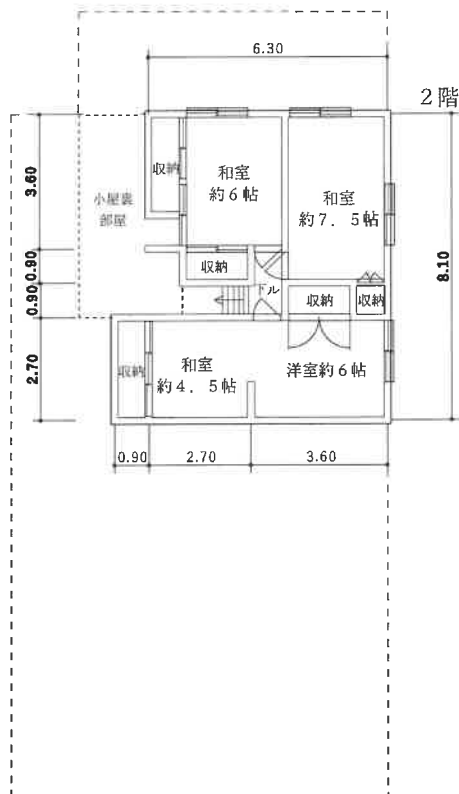 6.30
2階
3.60
収納
和室
約6帖
和室
約7．5帖
小屋裏
部屋
8.10
0.90
収納
0.90
下ル
収納
収納
2.70
収納
和室
約4．5帖
洋室約6帖
0.90
2.70
3.60